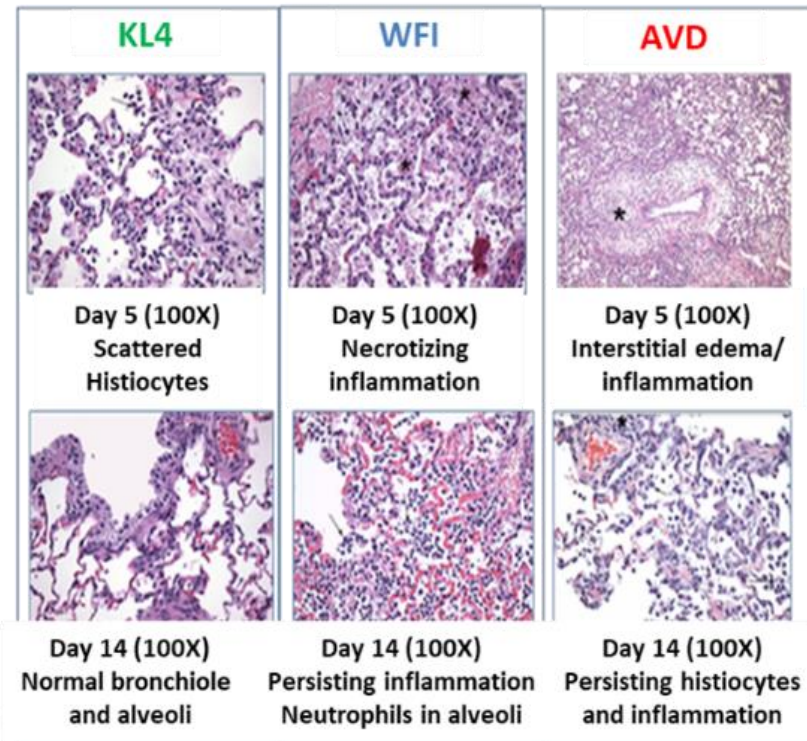 KL4
WFI
AVD
Day 5 (100X)
Scattered
Histiocytes
Day 5 (100X)
Necrotizing
inflammation
Day 5 (100X)
Interstitial edema/
inflammation
Day 14 (100X)
Normal bronchiole
and alveoli
Day 14 (100X)
Persisting inflammation
Neutrophils in alveoli
Day 14 (100X)
Persisting histiocytes
and inflammation